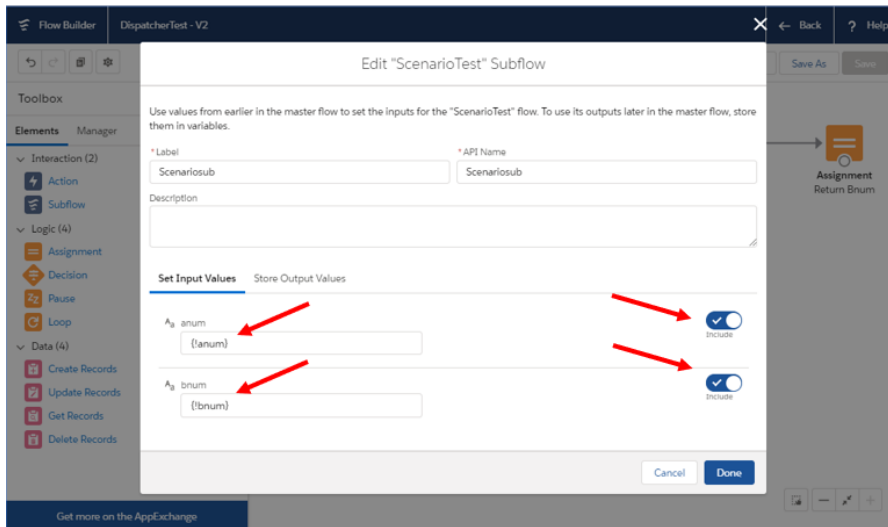 Flow Builder
DispatcherTest - V2
Back
? Help
Save As
Save
Toolbox
Elements
Manager
Interaction (2)
Action
Subflow
Logic (4)
Assignment
Decision
Pause
Loop
Data (4)
Create Records
Update Records
Get Records
Delete Records
Get more on the AppExchange
Edit "ScenarioTest" Subflow
Use values from earlier in the master flow to set the inputs for the "ScenarioTest" flow. To use its outputs later in the master flow, store
them in variables.
* Label
* API Name
Scenariosub
Scenariosub
Description
Set Input Values
Store Output Values
Aa anum
{!anum}
Include
Aa bnum
{!bnum}
Include
Cancel
Done
Assignment
Return Bnum